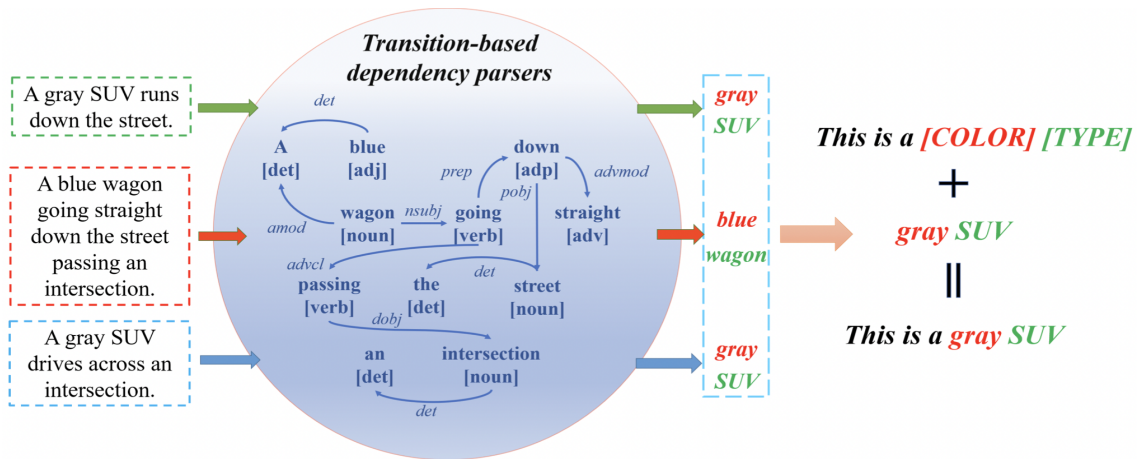 Transition-based
dependency parsers
A gray SUV runs
down the street.
A blue wagon
going straight
down the street
passing an
intersection.
A gray SUV
drives across an
intersection.
det
A
[det]
blue
[adj]
amod
wagon
[noun]
nsubj
going
[verb]
prep
down
[adp]
pobj
advmod
straight
[adv]
advcl
passing
[verb]
the
[det]
det
street
[noun]
dobj
an
[det]
intersection
[noun]
det
gray
SUV
blue
wagon
gray
SUV
This is a [COLOR] [TYPE]
+
gray SUV
=
This is a gray SUV